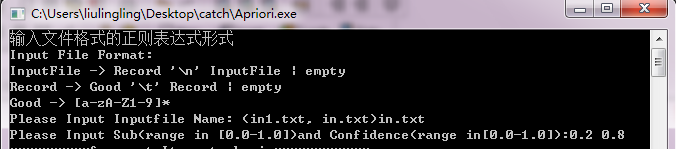 C:\Users\liulingling\Desktop\catch\Apriori.exe
输入文件格式的正则表达式形式
Input File Format:
InputFile -> Record '\n' InputFile | empty
Record -> Good '\t' Record | empty
Good -> [a-zA-Z1-9]*
Please Input Inputfile Name: (in1.txt, in.txt)in.txt
Please Input Sub(range in [0.0-1.0])and Confidence(range in[0.0-1.0]):0.2 0.8